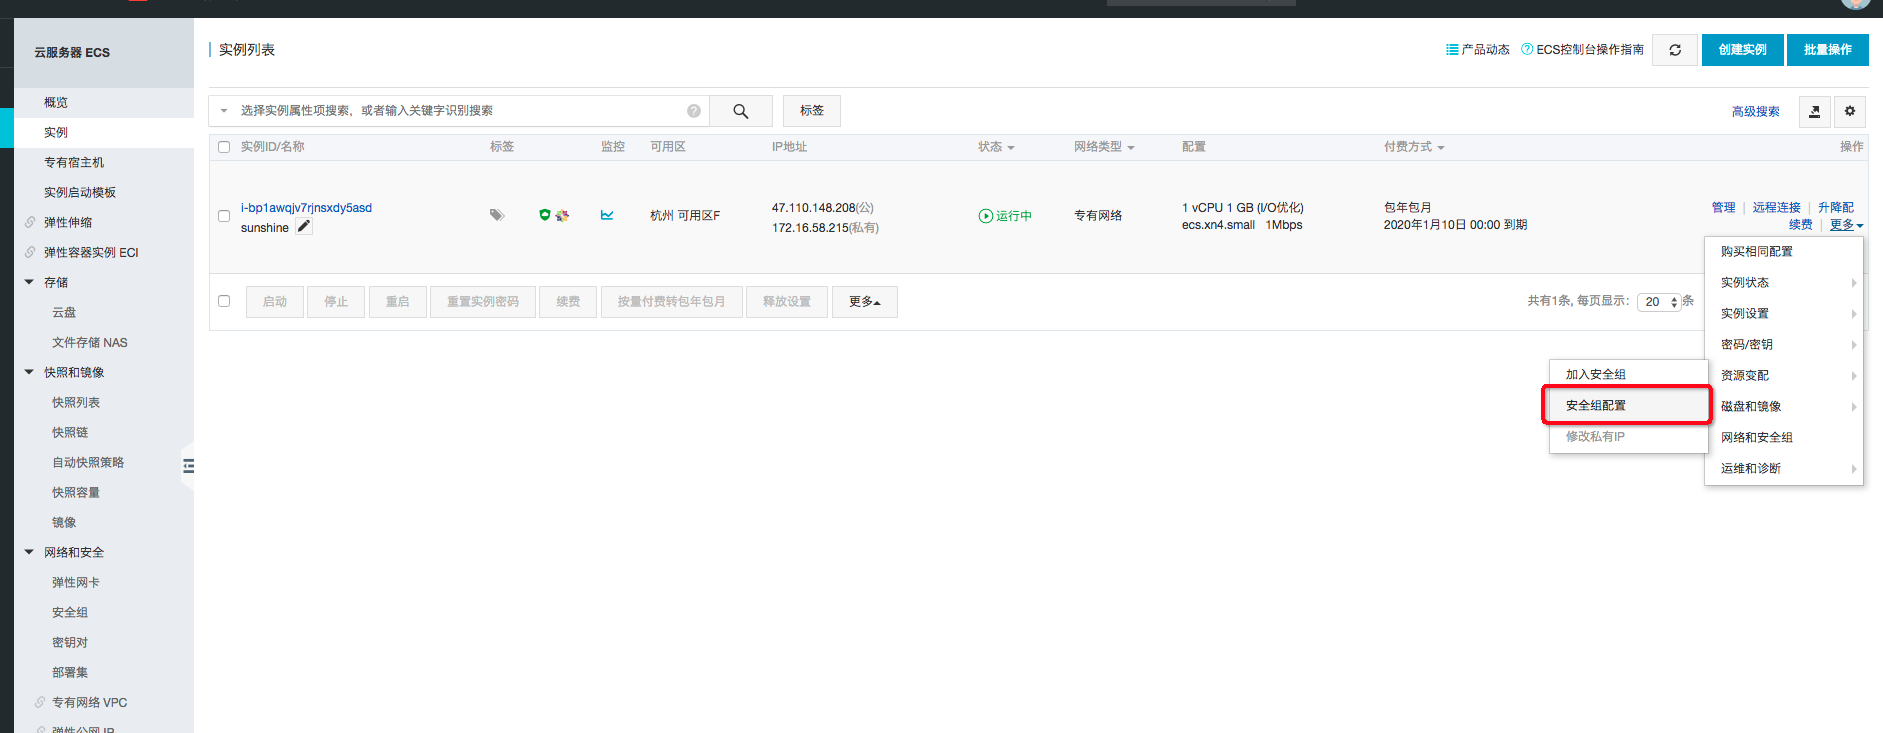 云服务器 ECS
概览
实例
专有宿主机
实例启动模板
弹性伸缩
弹性容器实例 ECI
存储
云盘
文件存储 NAS
快照和镜像
快照列表
快照链
自动快照策略
快照容量
镜像
网络和安全
弹性网卡
安全组
密钥对
部署集
专有网络 VPC
弹性公网 IP
实例列表
产品动态 ECS控制台操作指南 创建实例 批量操作
选择实例属性项搜索，或者输入关键字识别搜索 标签 高级搜索
实例ID/名称 标签 监控 可用区 IP地址 状态 网络类型 配置 付费方式 操作
i-bp1awqjv7rjnsxdy5asd
sunshine
杭州 可用区F
47.110.148.208(公)
172.16.58.215(私有)
运行中
专有网络
1 vCPU 1 GB (I/O优化)
ecs.xn4.small 1Mbps
包年包月
2020年1月10日 00:00 到期
管理 | 远程连接 | 升降配
续费 | 更多
启动 停止 重启 重置实例密码 续费 按量付费转包年包月 释放设置 更多
共有1条, 每页显示: 20 条
购买相同配置
实例状态
实例设置
密码/密钥
资源变配
磁盘和镜像
网络和安全组
运维和诊断
加入安全组
安全组配置
修改私有IP